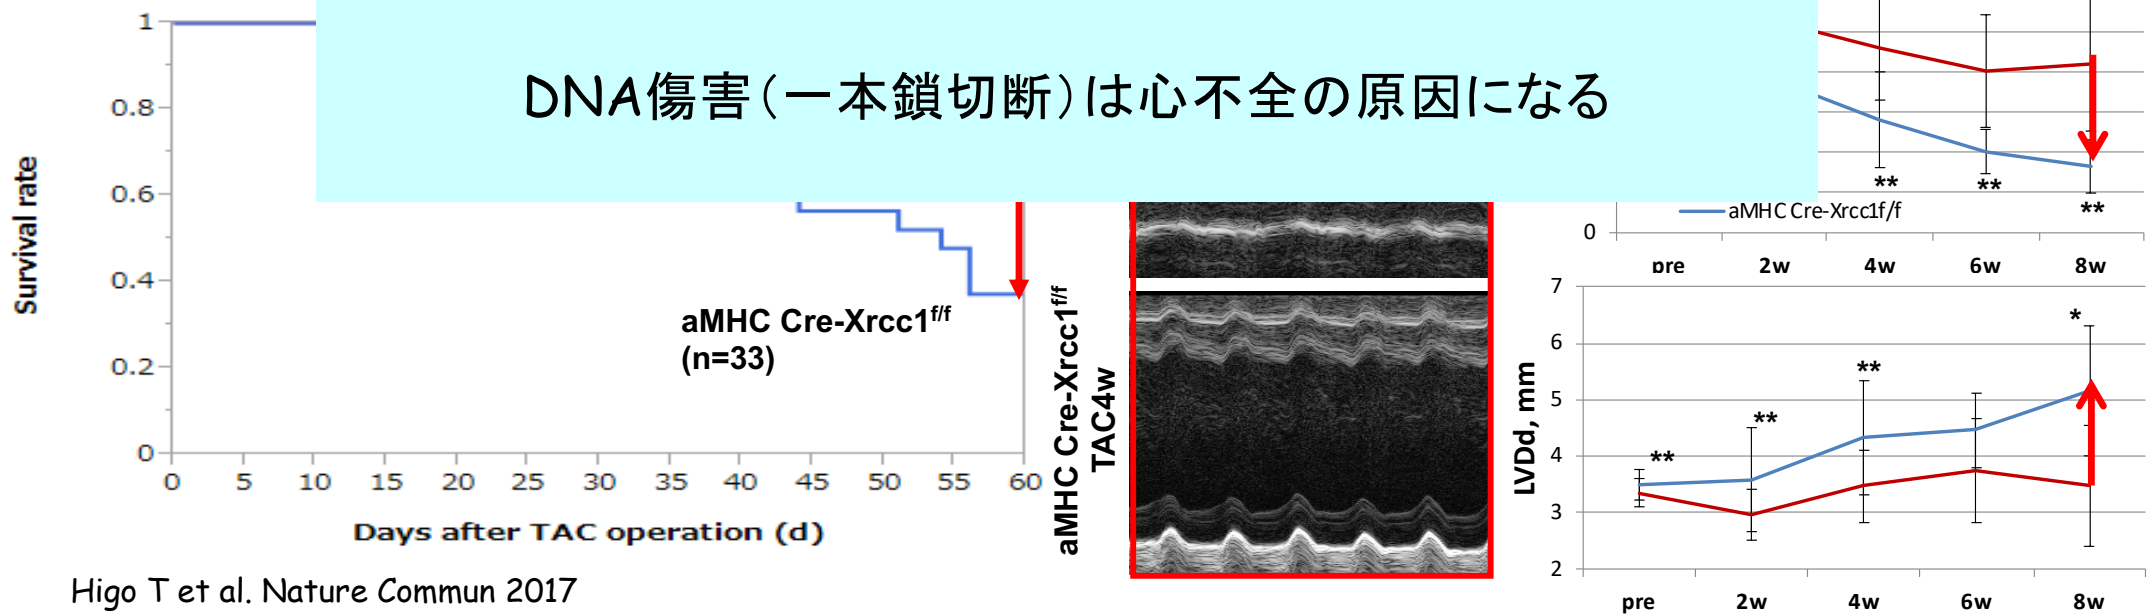 DNA傷害(一本鎖切断)は心不全の原因になる
Survival rate
1
0.8
0.6
0.4
0.2
0
0 5 10 15 20 25 30 35 40 45 50 55 60
Days after TAC operation (d)
aMHC Cre-Xrcc1f/f
(n=33)
Higo T et al. Nature Commun 2017
aMHC Cre-Xrcc1f/f
TAC4w
** ** **
aMHC Cre-Xrcc1f/f
0
pre 2w 4w 6w 8w
LVDd, mm
7
6
5
4
3
2
** ** ** *
pre 2w 4w 6w 8w